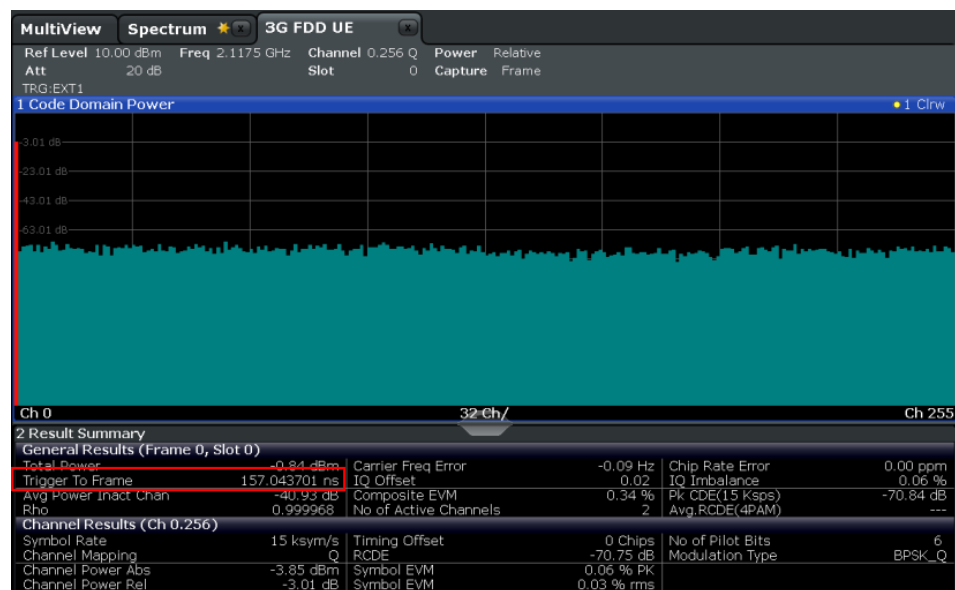 MultiView Spectrum 3G FDD UE
Ref Level 10.00 dBm Freq 2.1175 GHz Channel 0.256 Q Power Relative
Att 20 dB Slot 0 Capture Frame
TRG:EXT1
1 Code Domain Power 1 Clrw
-3.01 dB
-23.01 dB
-43.01 dB
-63.01 dB
Ch 0 32 Ch/ Ch 255
2 Result Summary
General Results (Frame 0, Slot 0)
Total Power -0.84 dBm Carrier Freq Error -0.09 Hz Chip Rate Error 0.00 ppm
Trigger To Frame 157.043701 ns IQ Offset 0.02 IQ Imbalance 0.06 %
Avg Power Inact Chan -40.93 dB Composite EVM 0.34 % Pk CDE(15 Ksps) -70.84 dB
Rho 0.999968 No of Active Channels 2 Avg.RCDE(4PAM) ---
Channel Results (Ch 0.256)
Symbol Rate 15 ksym/s Timing Offset 0 Chips No of Pilot Bits 6
Channel Mapping Q RCDE -70.75 dB Modulation Type BPSK_Q
Channel Power Abs -3.85 dBm Symbol EVM 0.06 % PK
Channel Power Rel -3.01 dB Symbol EVM 0.03 % rms